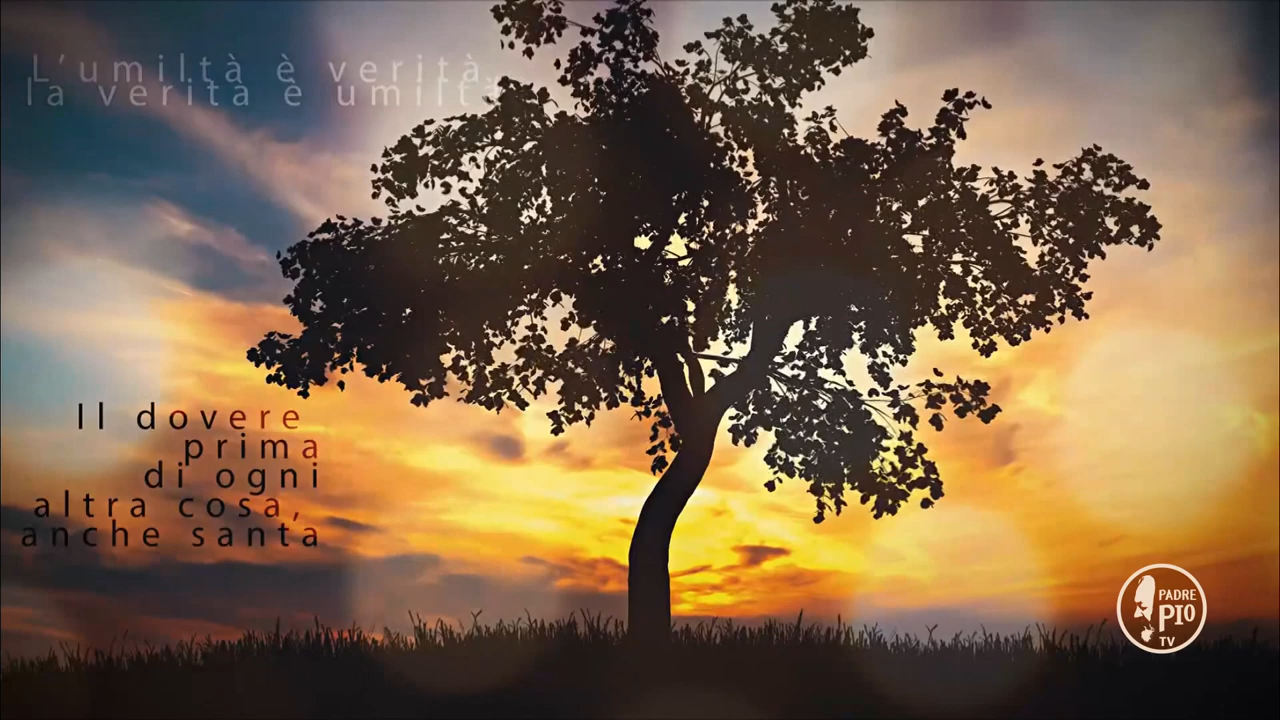 L'umiltà è verità,
la verità è umiltà
Il dovere
prima
di ogni
altra cosa,
anche santa
PADRE
PIO
TV